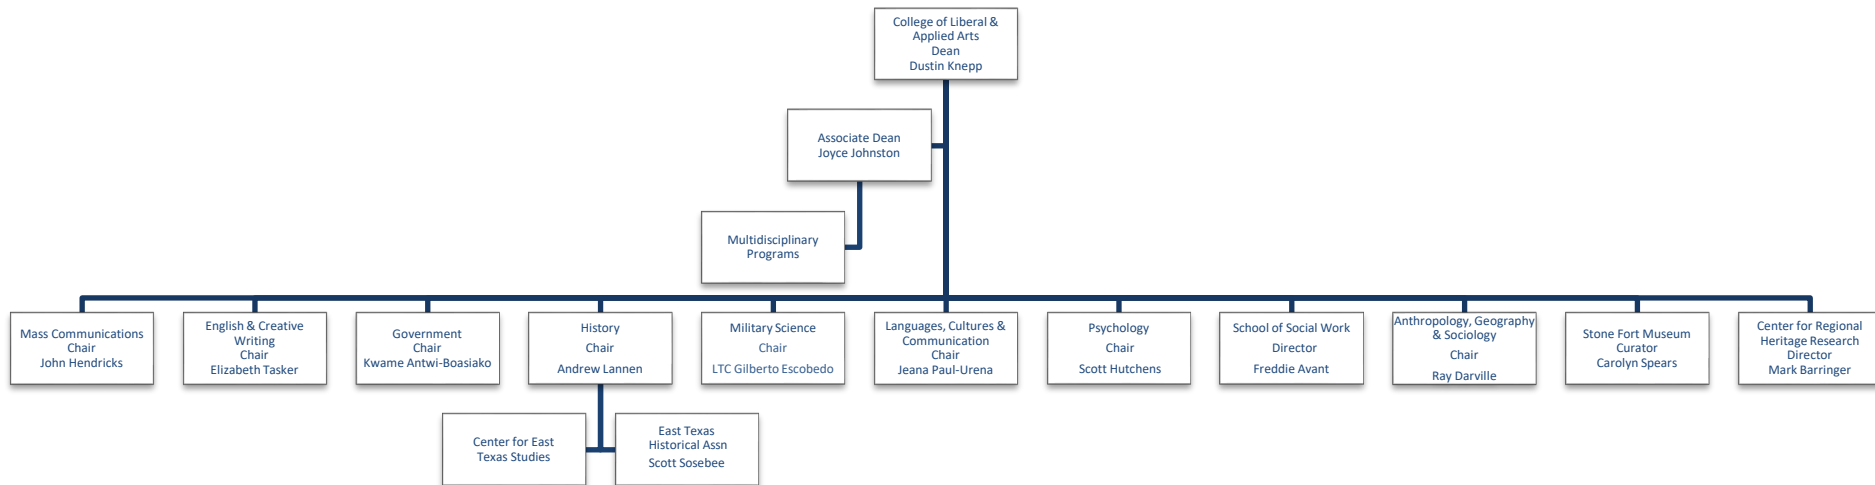 College of Liberal &
Applied Arts
Dean
Dustin Knepp
Associate Dean
Joyce Johnston
Multidisciplinary
Programs
Mass Communications
Chair
John Hendricks
English & Creative
Writing
Chair
Elizabeth Tasker
Government
Chair
Kwame Antwi-Boasiako
History
Chair
Andrew Lannen
Military Science
Chair
LTC Gilberto Escobedo
Languages, Cultures &
Communication
Chair
Jeana Paul-Urena
Psychology
Chair
Scott Hutchens
School of Social Work
Director
Freddie Avant
Anthropology, Geography
& Sociology
Chair
Ray Darville
Stone Fort Museum
Curator
Carolyn Spears
Center for Regional
Heritage Research
Director
Mark Barringer
Center for East
Texas Studies
East Texas
Historical Assn
Scott Sosebee